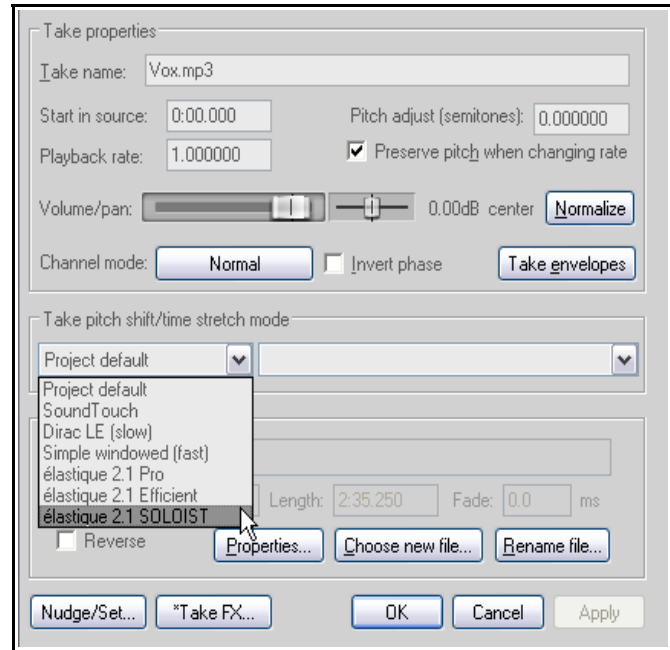 Take properties
Take name: Vox.mp3
Start in source: 0:00.000 Pitch adjust (semitones): 0.000000
Playback rate: 1.000000 Preserve pitch when changing rate
Volume/pan: 0.00dB center Normalize
Channel mode: Normal Invert phase Take envelopes
Take pitch shift/time stretch mode
Project default
Project default
SoundTouch
Dirac LE (slow)
Simple windowed (fast)
élastique 2.1 Pro
élastique 2.1 Efficient
élastique 2.1 SOLOIST
Length: 2:35.250 Fade: 0.0 ms
Reverse Properties... Choose new file... Rename file...
Nudge/Set... *Take FX... OK Cancel Apply